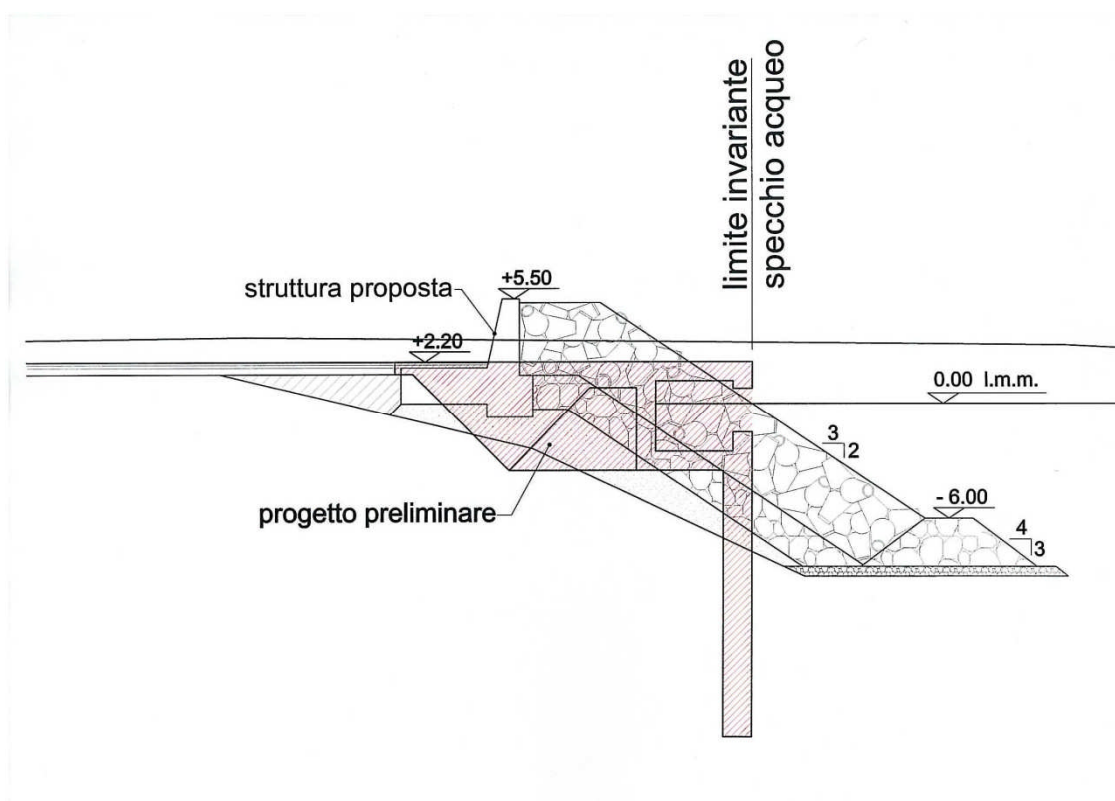 limite invariante
specchio acqueo
+5.50
struttura proposta
+2.20
0.00 l.m.m.
3
2
progetto preliminare
- 6.00
4
3